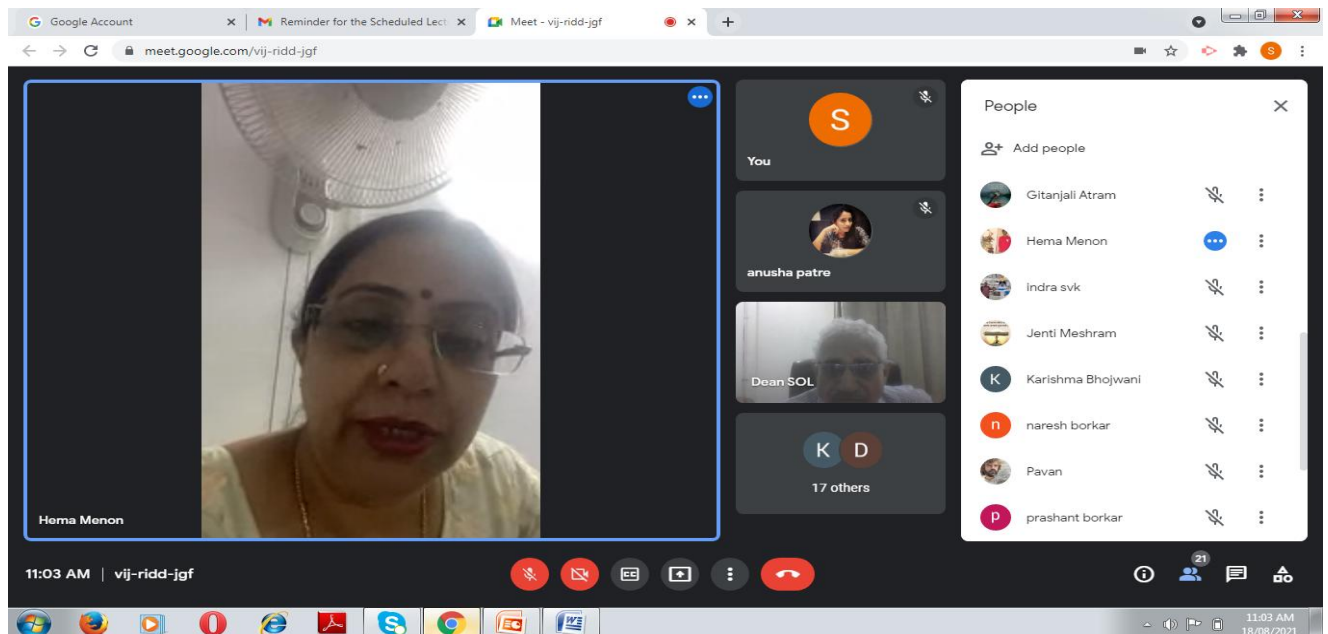 Google Account
Reminder for the Scheduled Lect
Meet - vij-ridd-jgf
meet.google.com/vij-ridd-jgf
S
Hema Menon
S
You
anusha patre
Dean SOL
K D
17 others
People
Add people
Gitanjali Atram
Hema Menon
indra svk
Jenti Meshram
K Karishma Bhojwani
n naresh borkar
Pavan
p prashant borkar
11:03 AM | vij-ridd-jgf
CC
21
11:03 AM
18/08/2021